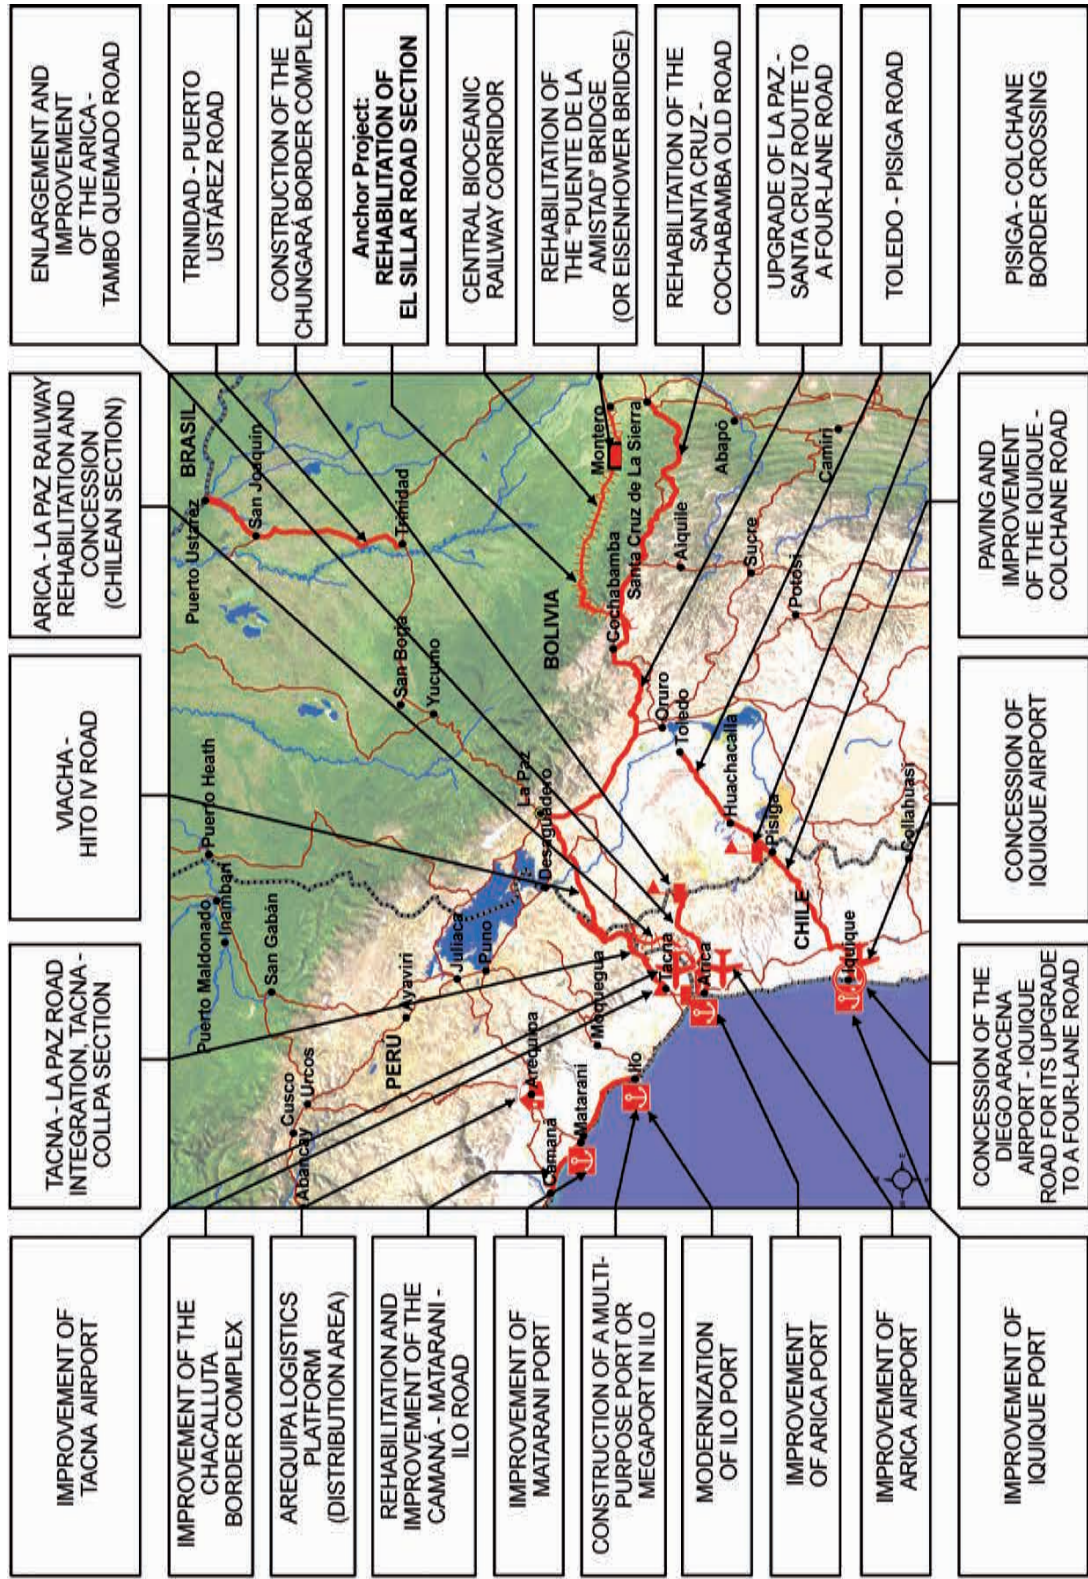 IMPROVEMENT OF
TACNA AIRPORT
TACNA - LA PAZ ROAD
INTEGRATION, TACNA -
COLLPA SECTION
VIACHA -
HITO IV ROAD
ARICA - LA PAZ RAILWAY
REHABILITATION AND
CONCESSION
(CHILEAN SECTION)
ENLARGEMENT AND
IMPROVEMENT
OF THE ARICA -
TAMBO QUEMADO ROAD
IMPROVEMENT OF THE
CHACALLUTA
BORDER COMPLEX
AREQUIPA LOGISTICS
PLATFORM
(DISTRIBUTION AREA)
REHABILITATION AND
IMPROVEMENT OF THE
CAMANÁ - MATARANI -
ILO ROAD
IMPROVEMENT OF
MATARANI PORT
CONSTRUCTION OF A MULTI-
PURPOSE PORT OR
MEGAPORT IN ILO
MODERNIZATION
OF ILO PORT
IMPROVEMENT
OF ARICA PORT
IMPROVEMENT OF
ARICA AIRPORT
IMPROVEMENT OF
IQUIQUE PORT
Puerto Maldonado
Puerto Heath
Inambari
San Gabán
Cusco
Urcos
Abancay
Ayaviri
PERÚ
Juliaca
Puno
Arequipa
Moquegua
Camaná
Matarani
Ilo
Tacna
Arica
La Paz
Desaguadero
Puerto Ustárez
BRASIL
San Joaquín
Trinidad
San Borja
Yucumo
BOLIVIA
Montero
Cochabamba
Santa Cruz de La Sierra
Oruro
Toledo
Aiquile
Abapó
Sucre
Huachacalla
Potosí
Camiri
Pisiga
CHILE
Iquique
Collahuasi
TRINIDAD - PUERTO
USTÁREZ ROAD
CONSTRUCTION OF THE
CHUNGARÁ BORDER COMPLEX
Anchor Project:
REHABILITATION OF
EL SILLAR ROAD SECTION
CENTRAL BIOCEANIC
RAILWAY CORRIDOR
REHABILITATION OF
THE "PUENTE DE LA
AMISTAD" BRIDGE
(OR EISENHOWER BRIDGE)
REHABILITATION OF THE
SANTA CRUZ -
COCHABAMBA OLD ROAD
UPGRADE OF LA PAZ -
SANTA CRUZ ROUTE TO
A FOUR-LANE ROAD
TOLEDO - PISIGA ROAD
PISIGA - COLCHANE
BORDER CROSSING
CONCESSION OF THE
DIEGO ARACENA
AIRPORT - IQUIQUE
ROAD FOR ITS UPGRADE
TO A FOUR-LANE ROAD
CONCESSION OF
IQUIQUE AIRPORT
PAVING AND
IMPROVEMENT
OF THE IQUIQUE -
COLCHANE ROAD